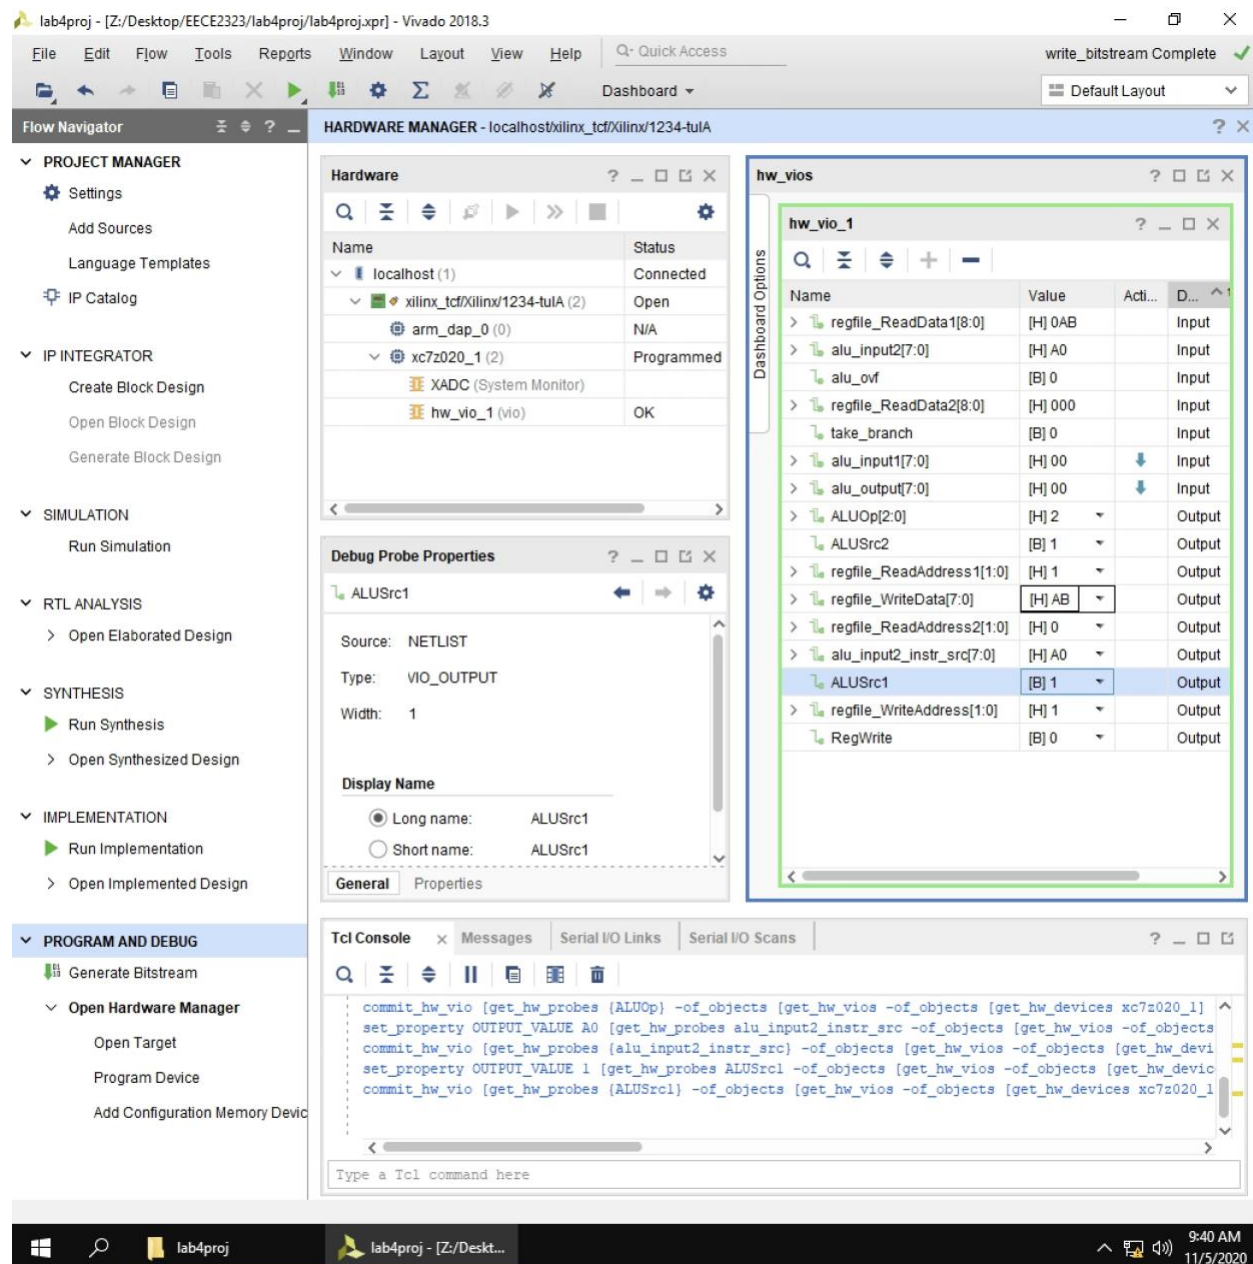 lab4proj - [Z:/Desktop/EECE2323/lab4proj/lab4proj.xpr] - Vivado 2018.3
File Edit Flow Tools Reports Window Layout View Help Q- Quick Access write_bitstream Complete
Dashboard Default Layout
Flow Navigator
HARDWARE MANAGER - localhost/xilinx_tcf/Xilinx/1234-tulA
PROJECT MANAGER
Settings
Add Sources
Language Templates
IP Catalog
IP INTEGRATOR
Create Block Design
Open Block Design
Generate Block Design
SIMULATION
Run Simulation
RTL ANALYSIS
Open Elaborated Design
SYNTHESIS
Run Synthesis
Open Synthesized Design
IMPLEMENTATION
Run Implementation
Open Implemented Design
PROGRAM AND DEBUG
Generate Bitstream
Open Hardware Manager
Open Target
Program Device
Add Configuration Memory Devic
Hardware
Name Status
localhost (1) Connected
xilinx_tcf/Xilinx/1234-tulA (2) Open
arm_dap_0 (0) N/A
xc7z020_1 (2) Programmed
XADC (System Monitor)
hw_vio_1 (vio) OK
Debug Probe Properties
ALUSrc1
Source: NETLIST
Type: VIO_OUTPUT
Width: 1
Display Name
Long name: ALUSrc1
Short name: ALUSrc1
General Properties
hw_vios
Dashboard Options
hw_vio_1
Name Value Acti... D... 1
regfile_ReadData1[8:0] [H] 0AB Input
alu_input2[7:0] [H] A0 Input
alu_ovf [B] 0 Input
regfile_ReadData2[8:0] [H] 000 Input
take_branch [B] 0 Input
alu_input1[7:0] [H] 00 Input
alu_output[7:0] [H] 00 Input
ALUOp[2:0] [H] 2 Output
ALUSrc2 [B] 1 Output
regfile_ReadAddress1[1:0] [H] 1 Output
regfile_WriteData[7:0] [H] AB Output
regfile_ReadAddress2[1:0] [H] 0 Output
alu_input2_instr_src[7:0] [H] A0 Output
ALUSrc1 [B] 1 Output
regfile_WriteAddress[1:0] [H] 1 Output
RegWrite [B] 0 Output
Tcl Console Messages Serial I/O Links Serial I/O Scans
commit_hw_vio [get_hw_probes {ALUOp} -of_objects [get_hw_vios -of_objects [get_hw_devices xc7z020_1]
set_property OUTPUT_VALUE A0 [get_hw_probes alu_input2_instr_src -of_objects [get_hw_vios -of_objects
commit_hw_vio [get_hw_probes {alu_input2_instr_src} -of_objects [get_hw_vios -of_objects [get_hw_devi
set_property OUTPUT_VALUE 1 [get_hw_probes ALUSrc1 -of_objects [get_hw_vios -of_objects [get_hw_devic
commit_hw_vio [get_hw_probes {ALUSrc1} -of_objects [get_hw_vios -of_objects [get_hw_devices xc7z020_1
Type a Tcl command here
lab4proj lab4proj - [Z:/Deskt... 9:40 AM
11/5/2020